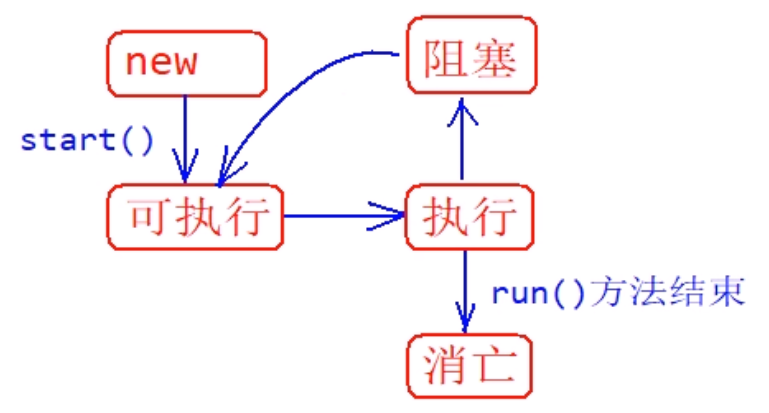 new
阻塞
start()
可执行
执行
run()方法结束
消亡